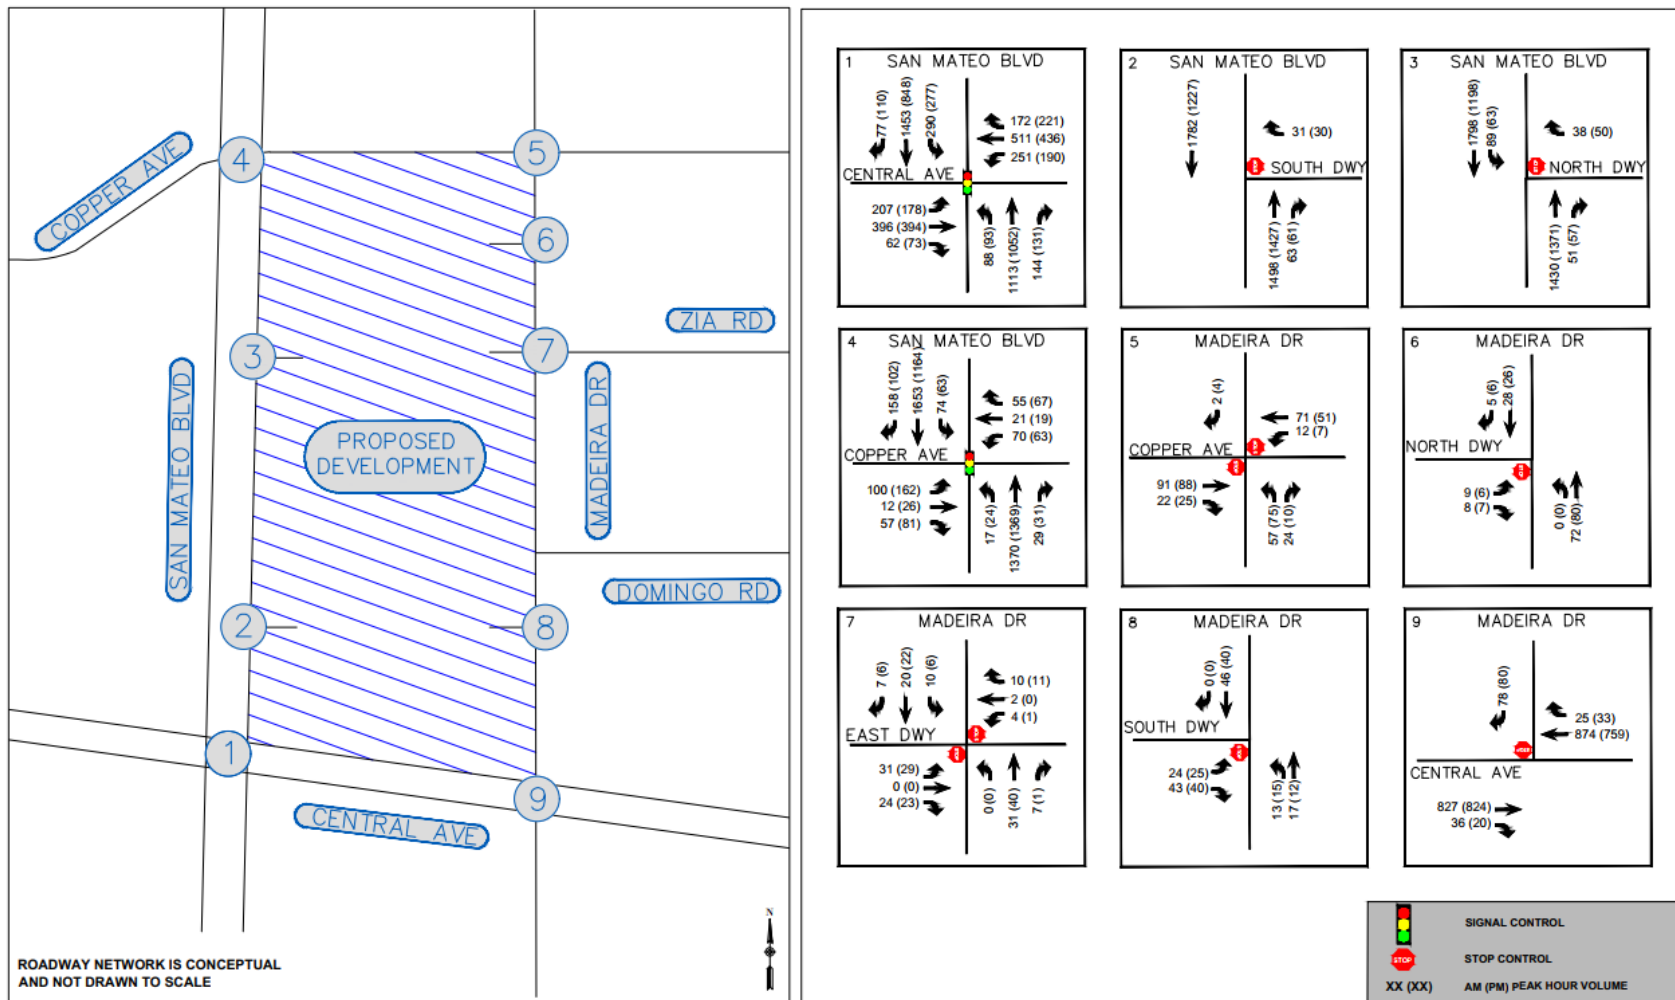 COPPER AVE
4
5
6
ZIA RD
3
7
SAN MATEO BLVD
MADEIRA DR
PROPOSED
DEVELOPMENT
DOMINGO RD
2
8
1
9
CENTRAL AVE
N
ROADWAY NETWORK IS CONCEPTUAL
AND NOT DRAWN TO SCALE
1 SAN MATEO BLVD
77 (110)
1453 (848)
290 (277)
172 (221)
511 (436)
251 (190)
CENTRAL AVE
207 (178)
396 (394)
62 (73)
88 (93)
1113 (1052)
144 (131)
2 SAN MATEO BLVD
1782 (1227)
31 (30)
SOUTH DWY
1498 (1427)
63 (61)
3 SAN MATEO BLVD
1798 (1198)
89 (63)
38 (50)
NORTH DWY
1430 (1371)
51 (57)
4 SAN MATEO BLVD
158 (102)
1653 (1164)
74 (63)
55 (67)
21 (19)
70 (63)
COPPER AVE
100 (162)
12 (26)
57 (81)
17 (24)
1370 (1369)
29 (31)
5 MADEIRA DR
2 (4)
71 (51)
12 (7)
COPPER AVE
91 (88)
22 (25)
57 (75)
24 (10)
6 MADEIRA DR
5 (6)
28 (26)
NORTH DWY
9 (6)
8 (7)
0 (0)
72 (80)
7 MADEIRA DR
7 (6)
20 (22)
10 (6)
10 (11)
2 (0)
4 (1)
EAST DWY
31 (29)
0 (0)
24 (23)
0 (0)
31 (40)
7 (1)
8 MADEIRA DR
0 (0)
46 (40)
SOUTH DWY
24 (25)
43 (40)
13 (15)
17 (12)
9 MADEIRA DR
78 (80)
25 (33)
874 (759)
CENTRAL AVE
827 (824)
36 (20)
SIGNAL CONTROL
STOP STOP CONTROL
XX (XX) AM (PM) PEAK HOUR VOLUME